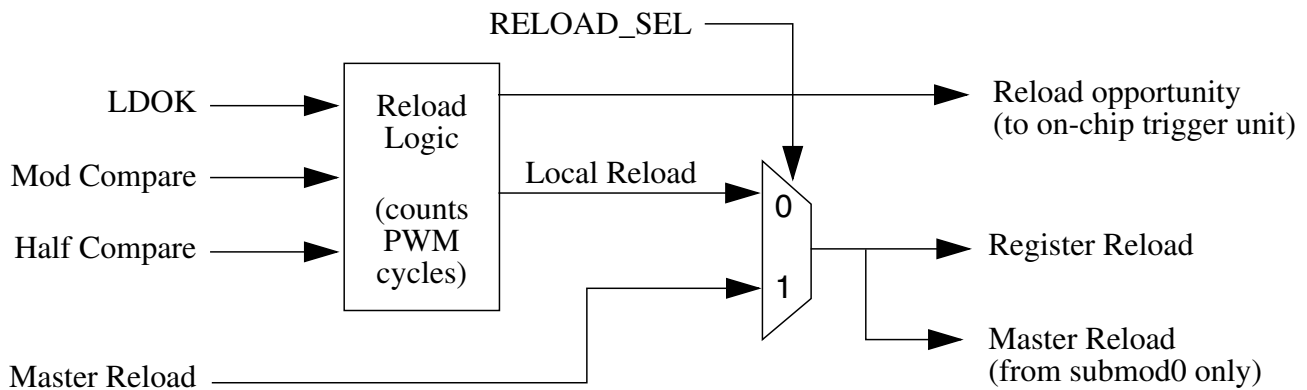 RELOAD_SEL
LDOK
Reload
Logic
Reload opportunity
(to on-chip trigger unit)
Mod Compare
Local Reload
(counts
PWM
cycles)
0
Half Compare
Register Reload
1
Master Reload
Master Reload
(from submod0 only)